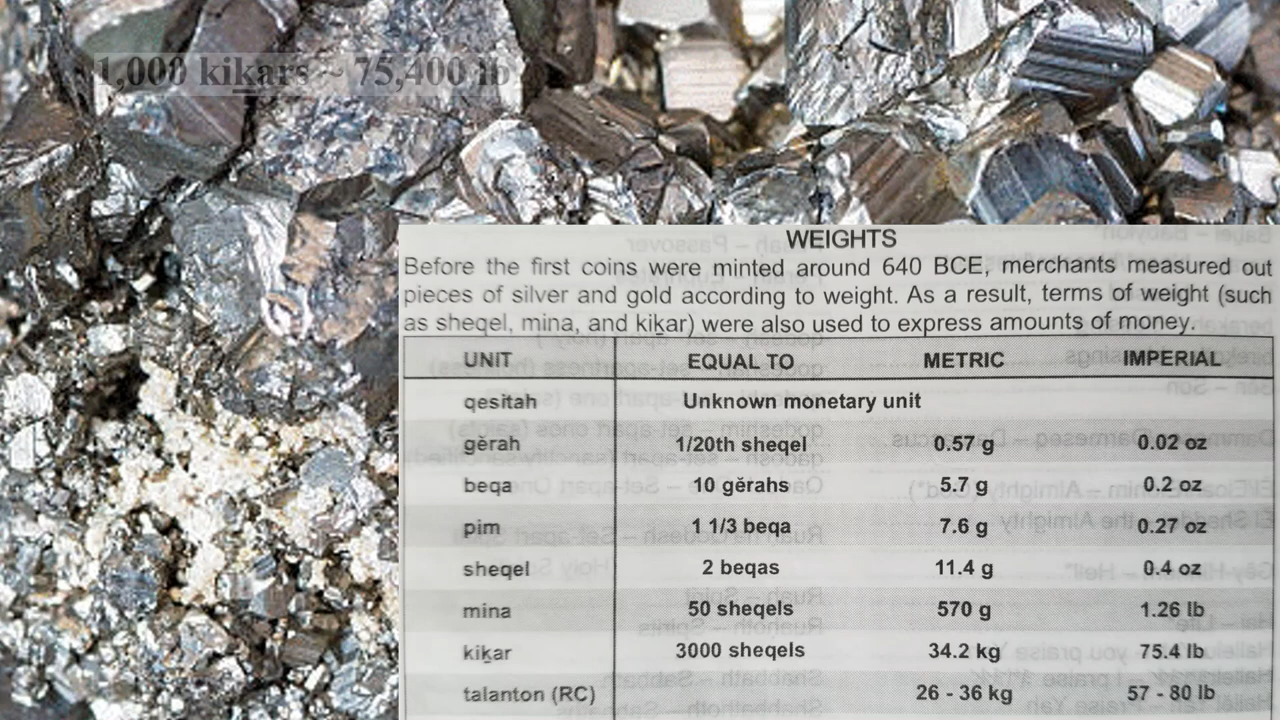 1,000 kiḵars ~ 75,400 lb
WEIGHTS
Before the first coins were minted around 640 BCE, merchants measured out
pieces of silver and gold according to weight. As a result, terms of weight (such
as sheqel, mina, and kiḵar) were also used to express amounts of money.
UNIT EQUAL TO METRIC IMPERIAL
qesitah Unknown monetary unit
gĕrah 1/20th sheqel 0.57 g 0.02 oz
beqa 10 gĕrahs 5.7 g 0.2 oz
pim 1 1/3 beqa 7.6 g 0.27 oz
sheqel 2 beqas 11.4 g 0.4 oz
mina 50 sheqels 570 g 1.26 lb
kiḵar 3000 sheqels 34.2 kg 75.4 lb
talanton (RC) 26 - 36 kg 57 - 80 lb